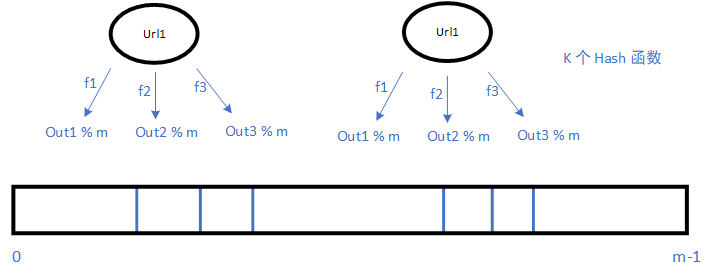 Url1
Url1
K 个 Hash 函数
f1
f2
f3
f1
f2
f3
Out1 % m
Out2 % m
Out3 % m
Out1 % m
Out2 % m
Out3 % m
0
m-1